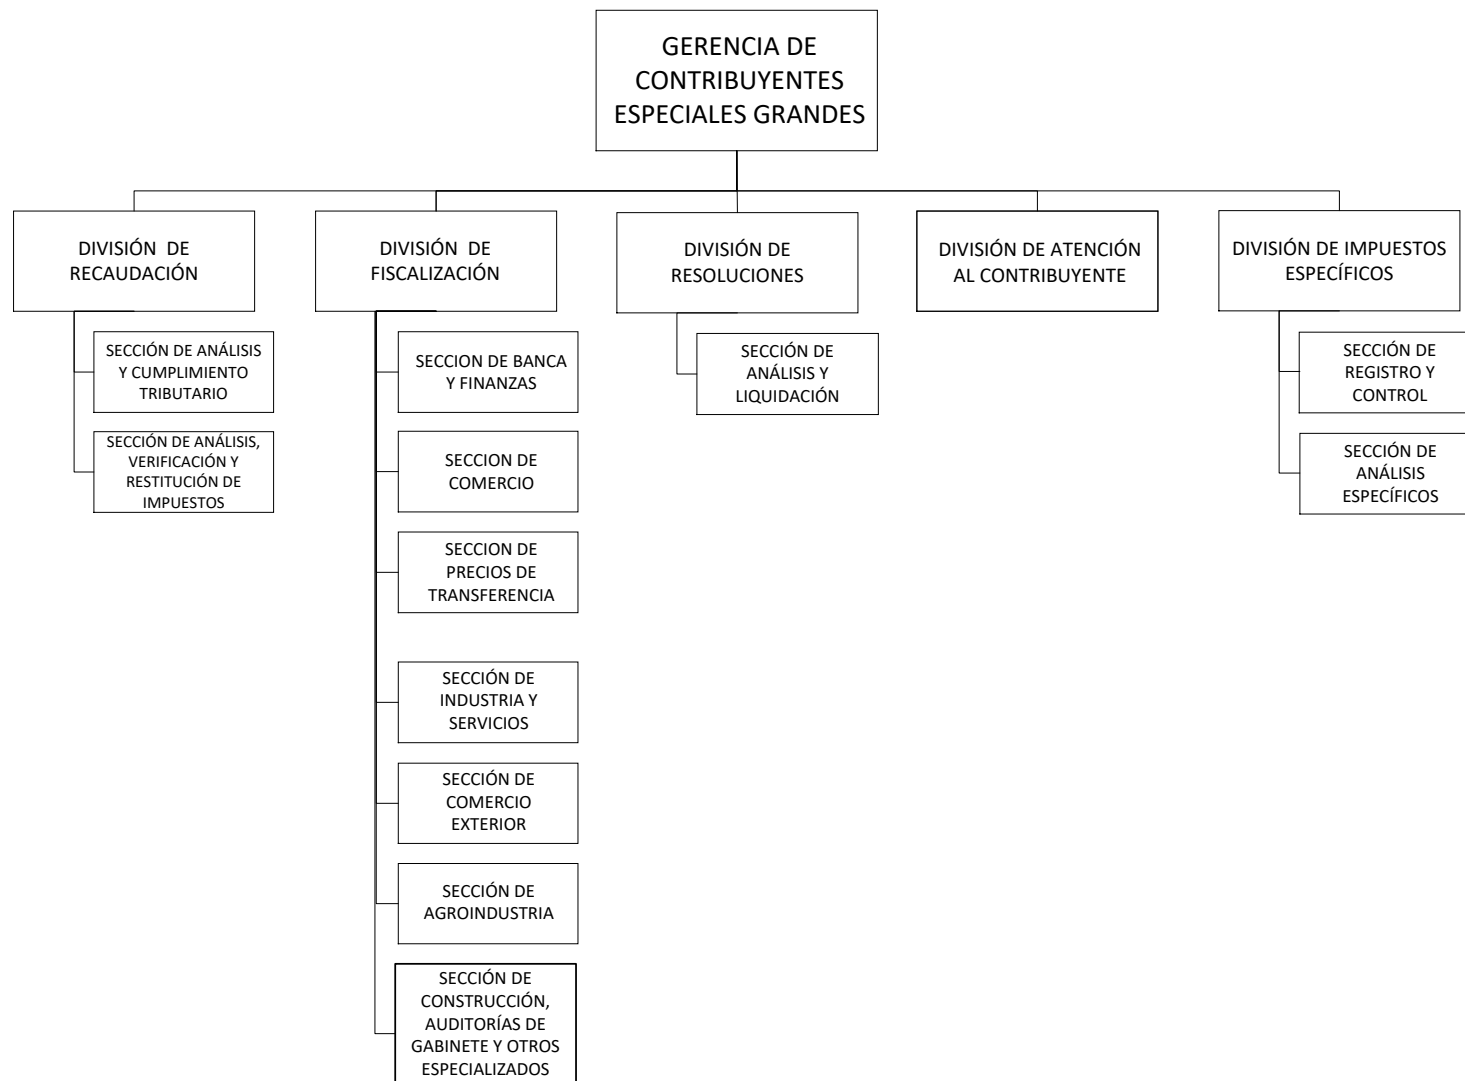 GERENCIA DE
CONTRIBUYENTES
ESPECIALES GRANDES
DIVISIÓN DE
RECAUDACIÓN
DIVISIÓN DE
FISCALIZACIÓN
DIVISIÓN DE
RESOLUCIONES
DIVISIÓN DE ATENCIÓN
AL CONTRIBUYENTE
DIVISIÓN DE IMPUESTOS
ESPECÍFICOS
SECCIÓN DE ANÁLISIS
Y CUMPLIMIENTO
TRIBUTARIO
SECCIÓN DE ANÁLISIS,
VERIFICACIÓN Y
RESTITUCIÓN DE
IMPUESTOS
SECCION DE BANCA
Y FINANZAS
SECCION DE
COMERCIO
SECCION DE
PRECIOS DE
TRANSFERENCIA
SECCIÓN DE
INDUSTRIA Y
SERVICIOS
SECCIÓN DE
COMERCIO
EXTERIOR
SECCIÓN DE
AGROINDUSTRIA
SECCIÓN DE
CONSTRUCCIÓN,
AUDITORÍAS DE
GABINETE Y OTROS
ESPECIALIZADOS
SECCIÓN DE
ANÁLISIS Y
LIQUIDACIÓN
SECCIÓN DE
REGISTRO Y
CONTROL
SECCIÓN DE
ANÁLISIS
ESPECÍFICOS